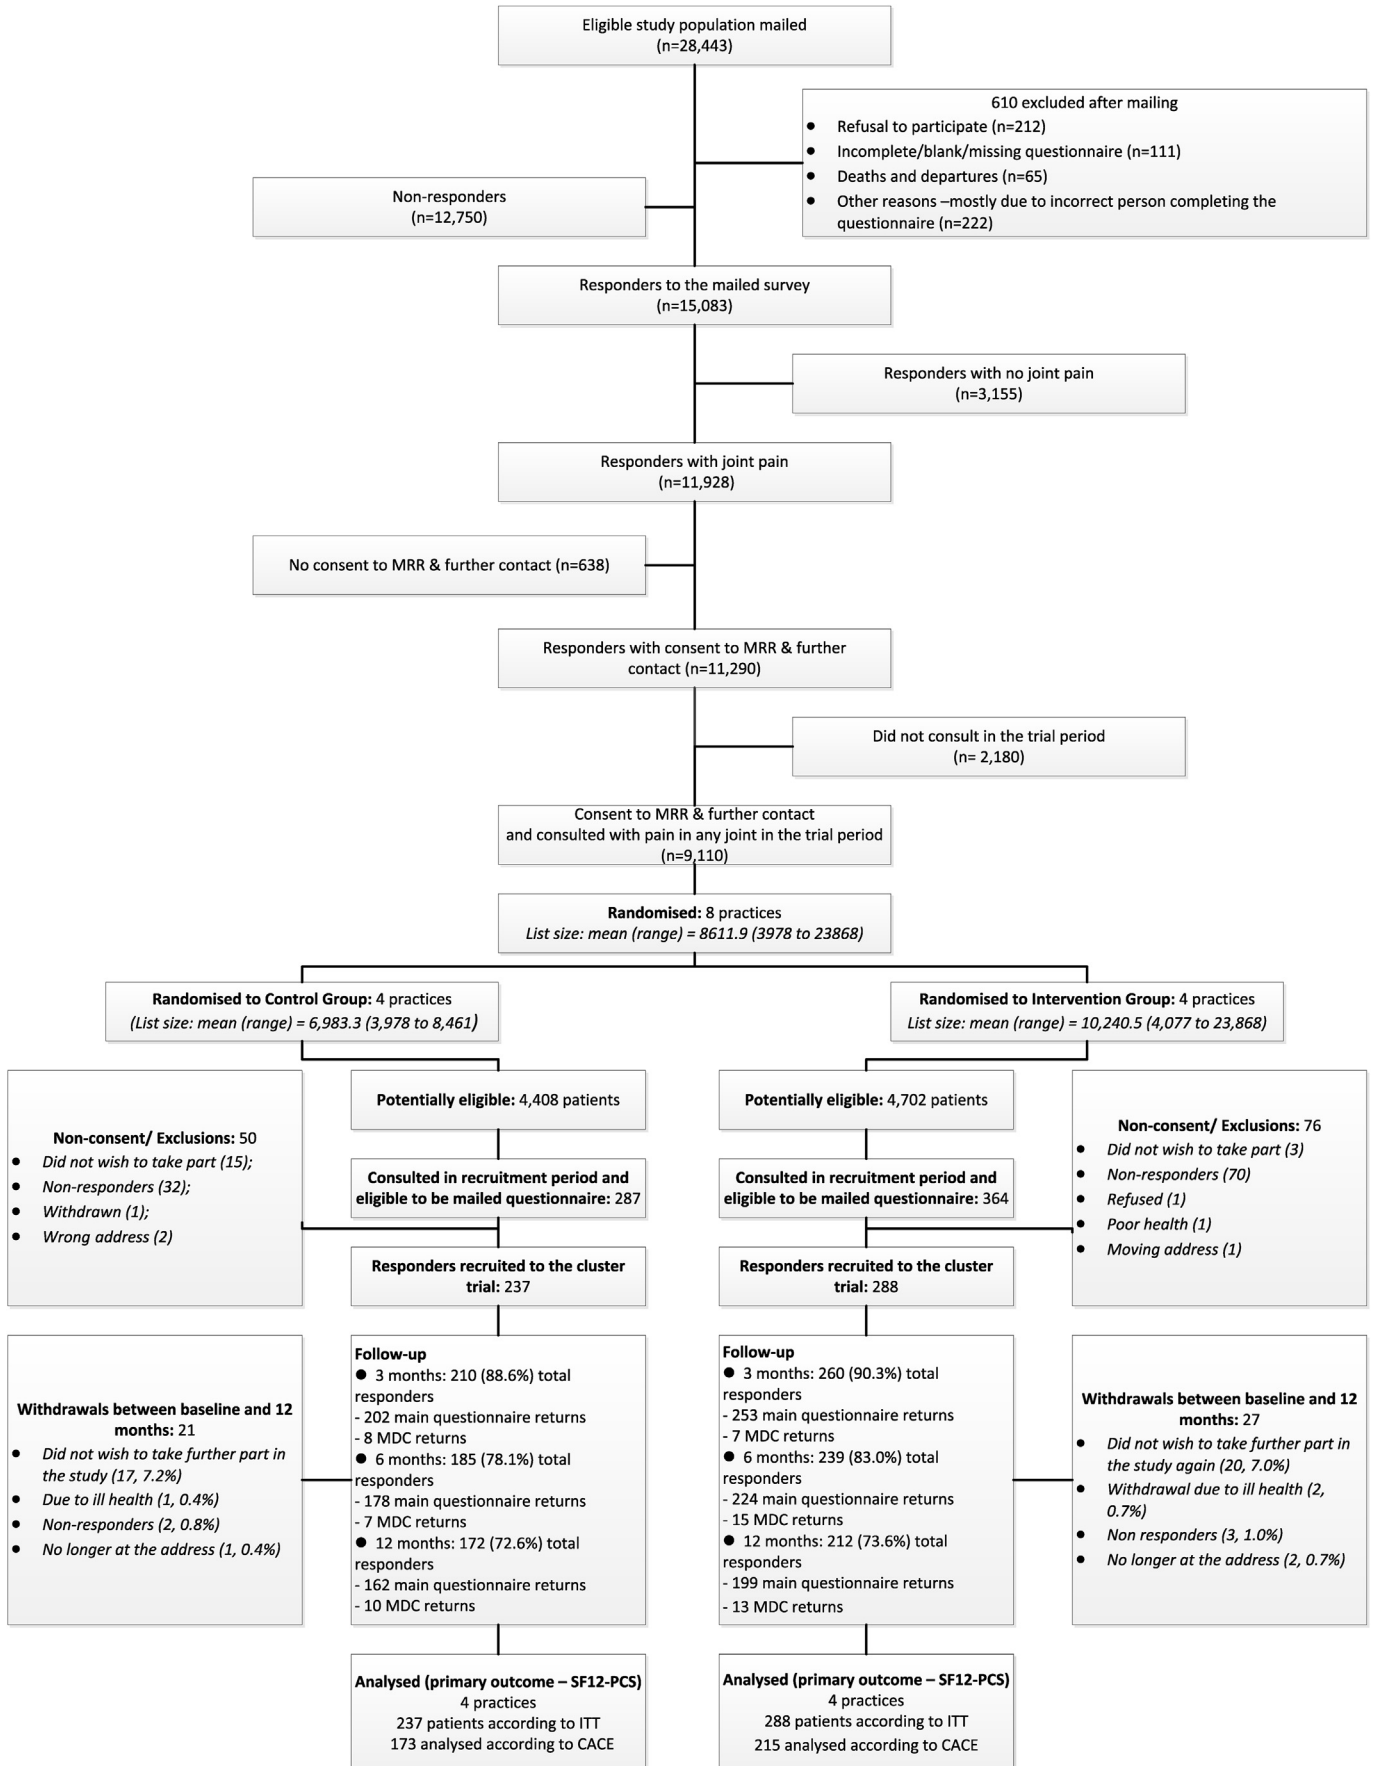 Eligible study population mailed
(n=28,443)
610 excluded after mailing
● Refusal to participate (n=212)
● Incomplete/blank/missing questionnaire (n=111)
● Deaths and departures (n=65)
● Other reasons –mostly due to incorrect person completing the
questionnaire (n=222)
Non-responders
(n=12,750)
Responders to the mailed survey
(n=15,083)
Responders with no joint pain
(n=3,155)
Responders with joint pain
(n=11,928)
No consent to MRR & further contact (n=638)
Responders with consent to MRR & further
contact (n=11,290)
Did not consult in the trial period
(n= 2,180)
Consent to MRR & further contact
and consulted with pain in any joint in the trial period
(n=9,110)
Randomised: 8 practices
List size: mean (range) = 8611.9 (3978 to 23868)
Randomised to Control Group: 4 practices
(List size: mean (range) = 6,983.3 (3,978 to 8,461)
Randomised to Intervention Group: 4 practices
List size: mean (range) = 10,240.5 (4,077 to 23,868)
Non-consent/ Exclusions: 50
● Did not wish to take part (15);
● Non-responders (32);
● Withdrawn (1);
● Wrong address (2)
Potentially eligible: 4,408 patients
Consulted in recruitment period and
eligible to be mailed questionnaire: 287
Responders recruited to the cluster
trial: 237
Potentially eligible: 4,702 patients
Consulted in recruitment period and
eligible to be mailed questionnaire: 364
Responders recruited to the cluster
trial: 288
Non-consent/ Exclusions: 76
● Did not wish to take part (3)
● Non-responders (70)
● Refused (1)
● Poor health (1)
● Moving address (1)
Withdrawals between baseline and 12
months: 21
● Did not wish to take further part in
the study (17, 7.2%)
● Due to ill health (1, 0.4%)
● Non-responders (2, 0.8%)
● No longer at the address (1, 0.4%)
Follow-up
● 3 months: 210 (88.6%) total
responders
- 202 main questionnaire returns
- 8 MDC returns
● 6 months: 185 (78.1%) total
responders
- 178 main questionnaire returns
- 7 MDC returns
● 12 months: 172 (72.6%) total
responders
- 162 main questionnaire returns
- 10 MDC returns
Follow-up
● 3 months: 260 (90.3%) total
responders
- 253 main questionnaire returns
- 7 MDC returns
● 6 months: 239 (83.0%) total
responders
- 224 main questionnaire returns
- 15 MDC returns
● 12 months: 212 (73.6%) total
responders
- 199 main questionnaire returns
- 13 MDC returns
Withdrawals between baseline and 12
months: 27
● Did not wish to take further part in
the study again (20, 7.0%)
● Withdrawal due to ill health (2,
0.7%)
● Non responders (3, 1.0%)
● No longer at the address (2, 0.7%)
Analysed (primary outcome – SF12-PCS)
4 practices
237 patients according to ITT
173 analysed according to CACE
Analysed (primary outcome – SF12-PCS)
4 practices
288 patients according to ITT
215 analysed according to CACE